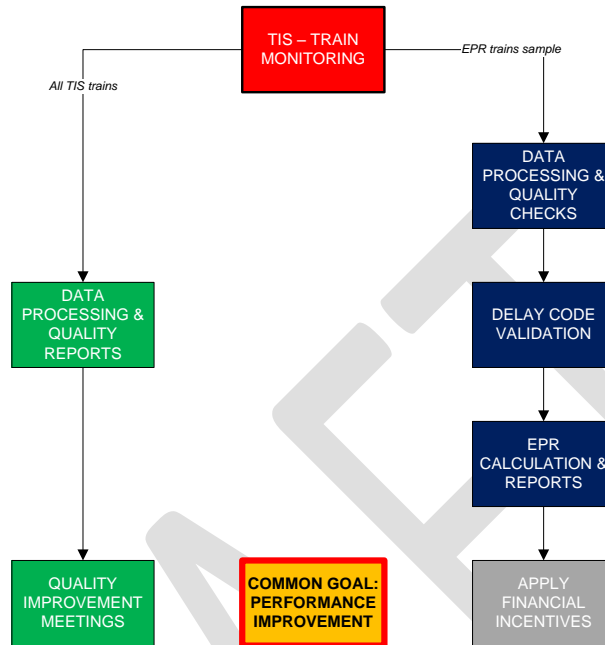 TIS – TRAIN
MONITORING
EPR trains sample
All TIS trains
DATA
PROCESSING &
QUALITY
CHECKS
DATA
PROCESSING &
QUALITY
REPORTS
DELAY CODE
VALIDATION
EPR
CALCULATION &
REPORTS
QUALITY
IMPROVEMENT
MEETINGS
COMMON GOAL:
PERFORMANCE
IMPROVEMENT
APPLY
FINANCIAL
INCENTIVES